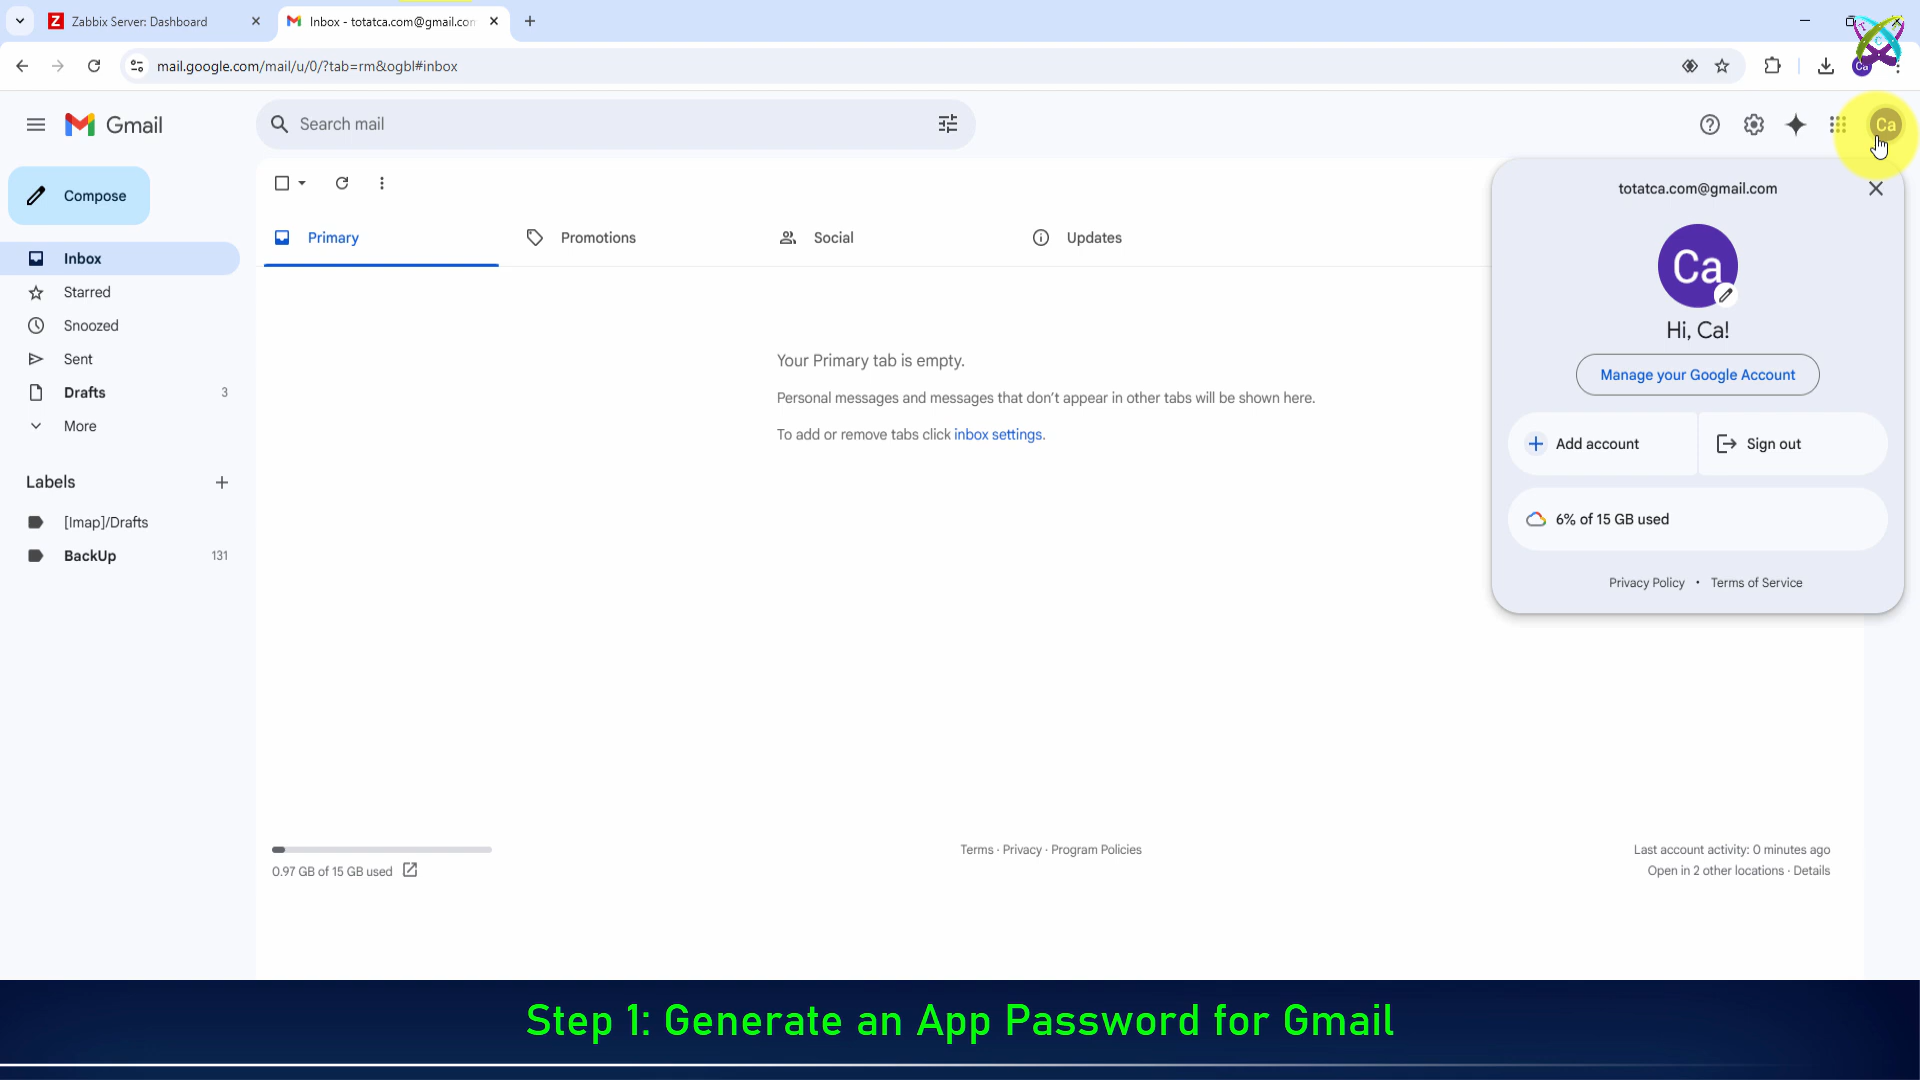 Zabbix Server: Dashboard
Inbox - totatca.com@gmail.com
mail.google.com/mail/u/0/?tab=rm&ogbl#inbox
Ca
Gmail
Search mail
Ca
Compose
Inbox
Starred
Snoozed
Sent
Drafts 3
More
Labels
[Imap]/Drafts
BackUp 131
Primary
Promotions
Social
Updates
Your Primary tab is empty.
Personal messages and messages that don't appear in other tabs will be shown here.
To add or remove tabs click inbox settings.
totatca.com@gmail.com
Ca
Hi, Ca!
Manage your Google Account
Add account
Sign out
6% of 15 GB used
Privacy Policy • Terms of Service
0.97 GB of 15 GB used
Terms · Privacy · Program Policies
Last account activity: 0 minutes ago
Open in 2 other locations · Details
Step 1: Generate an App Password for Gmail